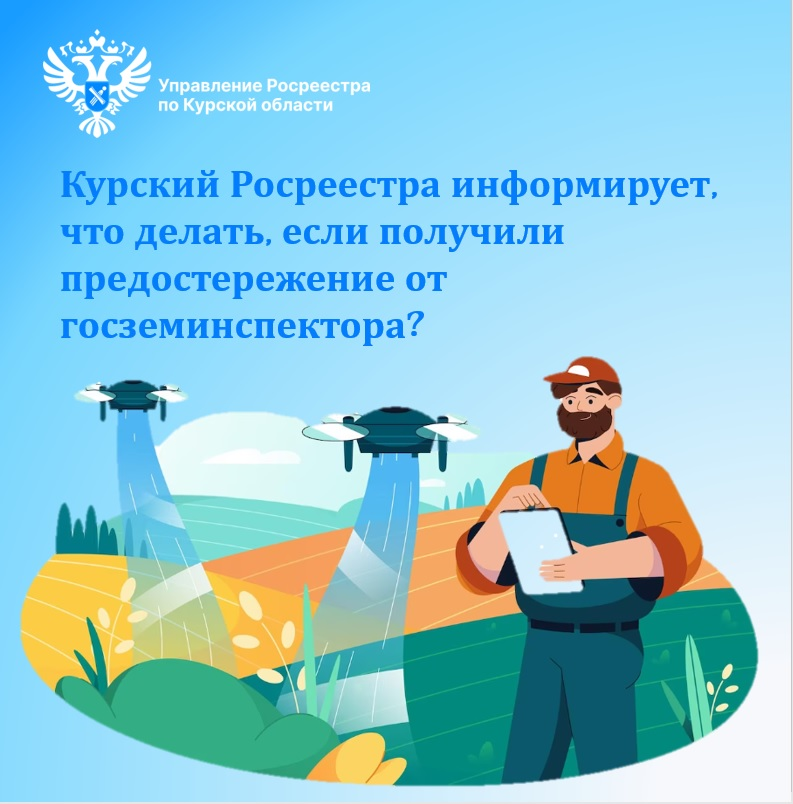 Управление Росреестра
по Курской области
Курский Росреестра информирует,
что делать, если получили
предостережение от
госземинспектора?